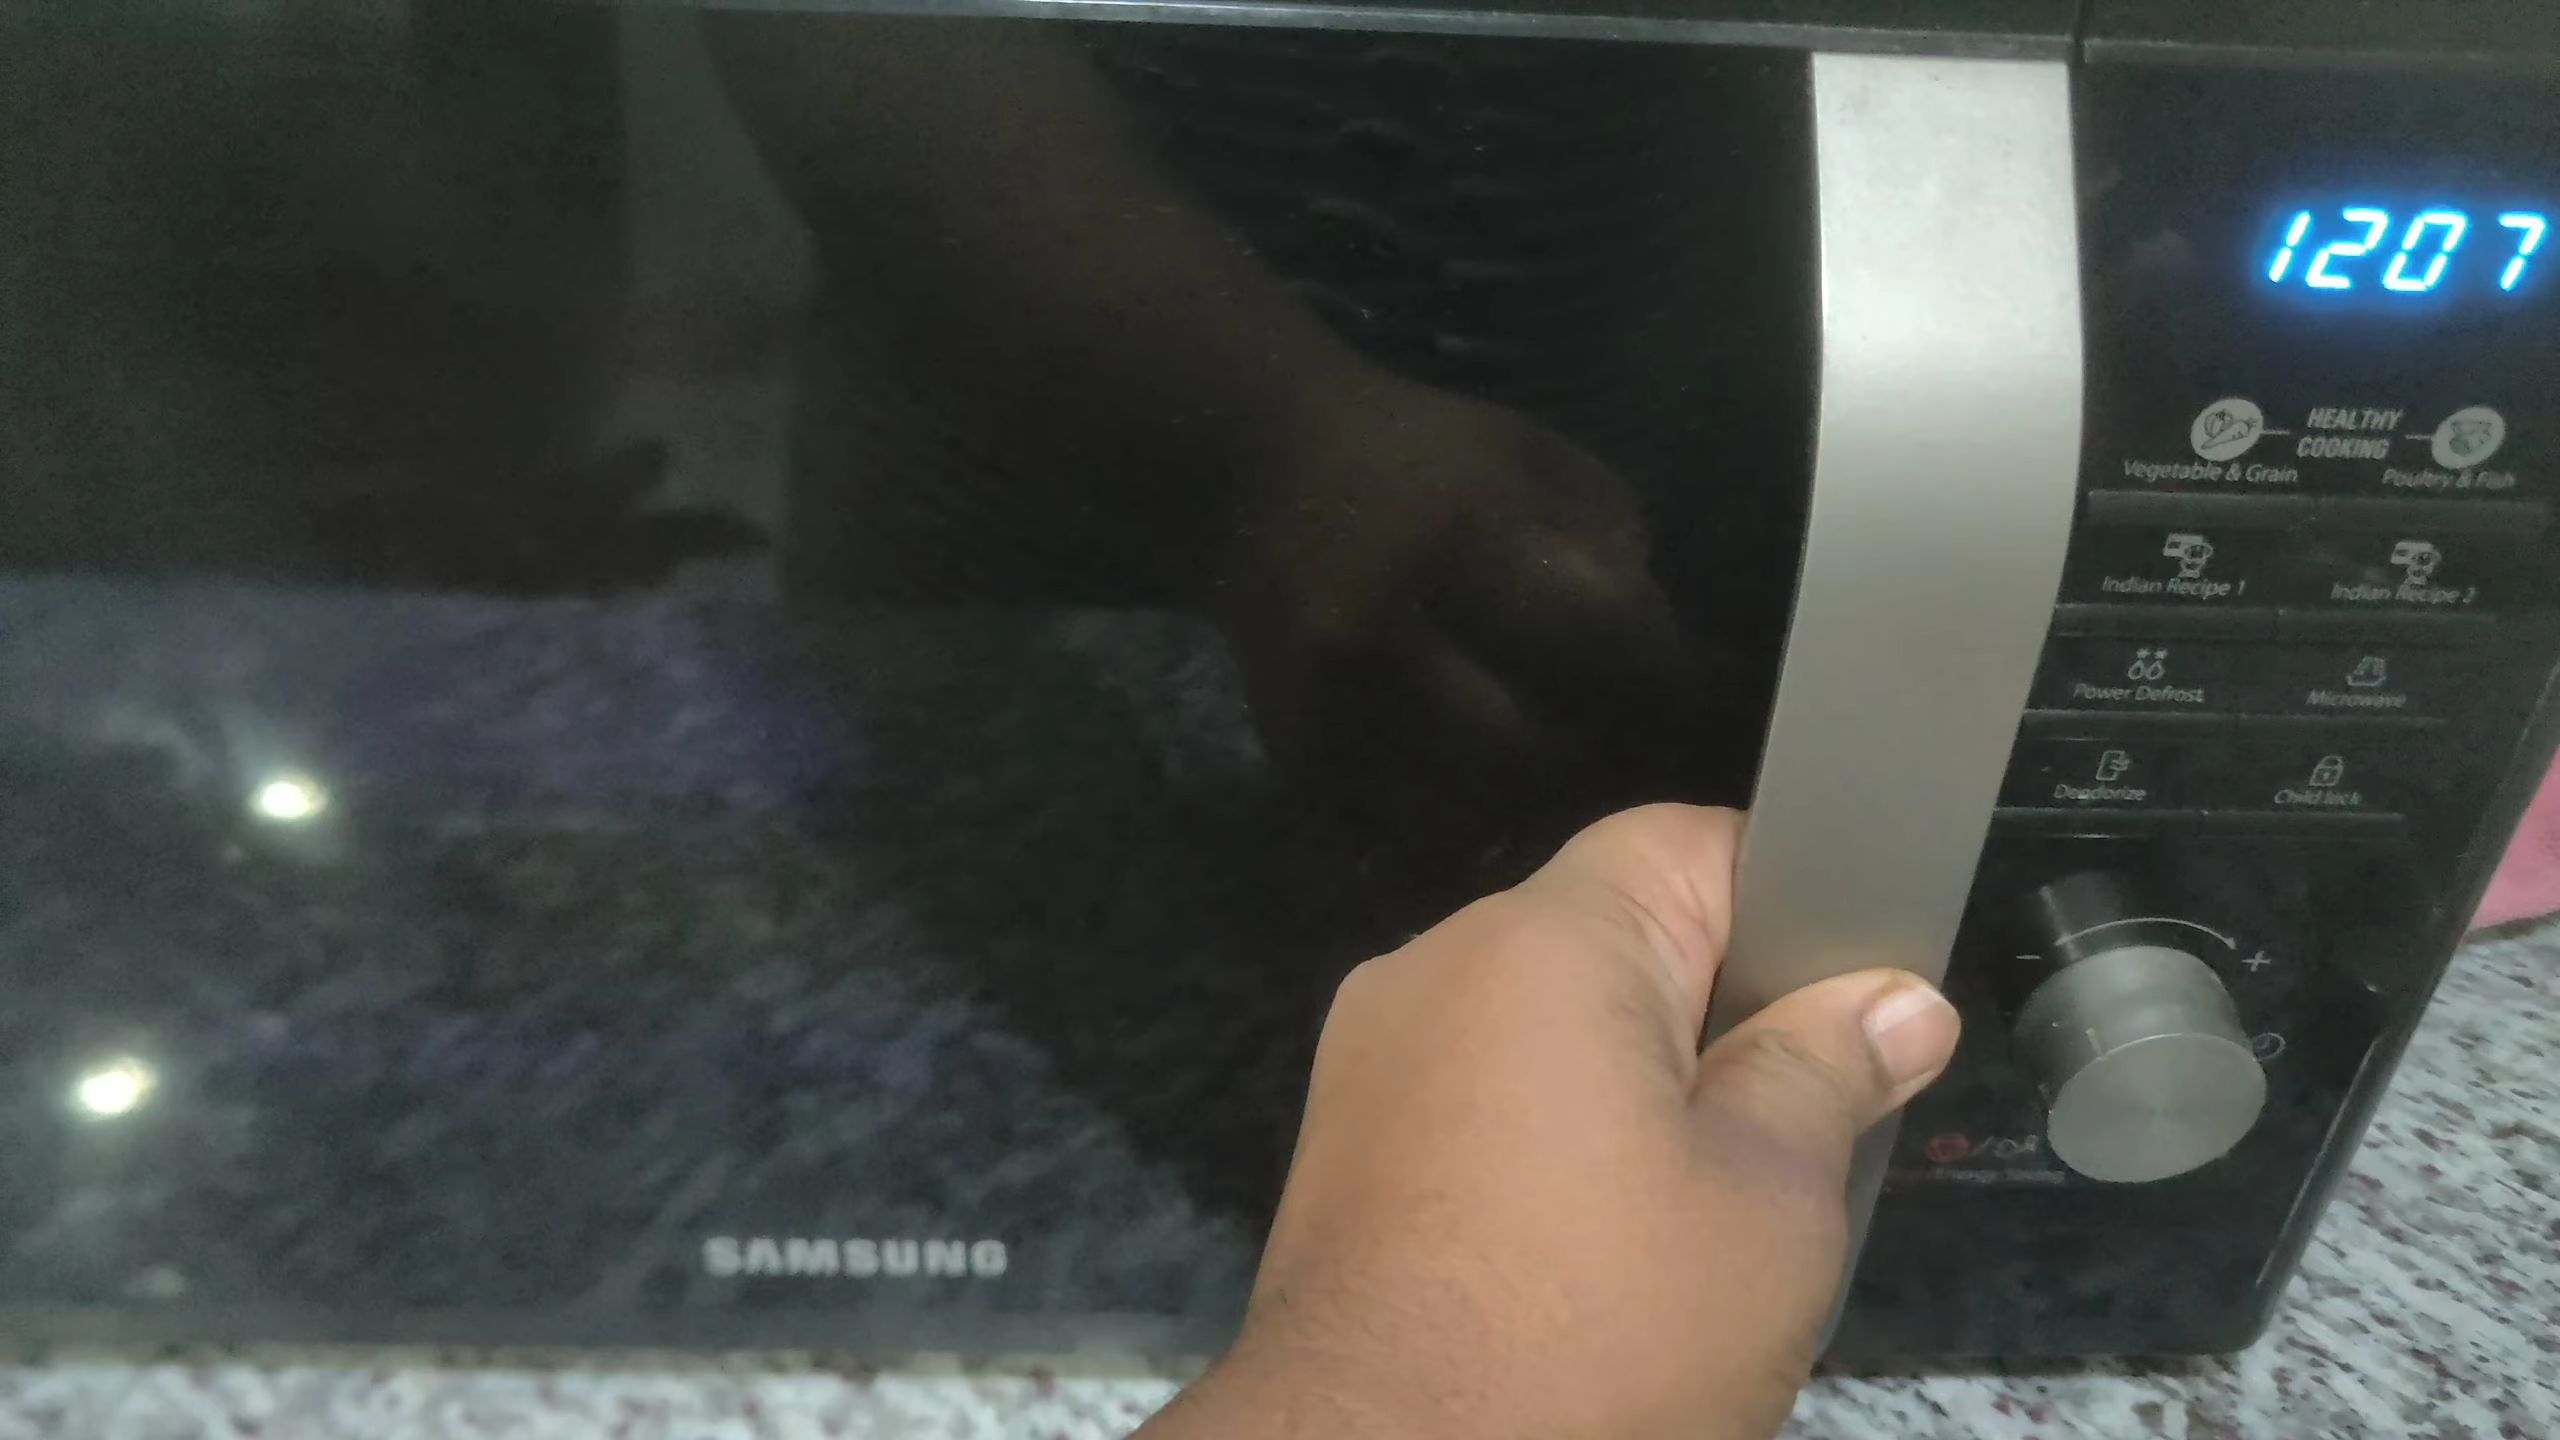 1207
HEALTHY
COOKING
Vegetable & Grain
Poultry & Fish
Indian Recipe 1
Indian Recipe 2
Power Defrost
Microwave
Deodorize
Child lock
- +
SAMSUNG